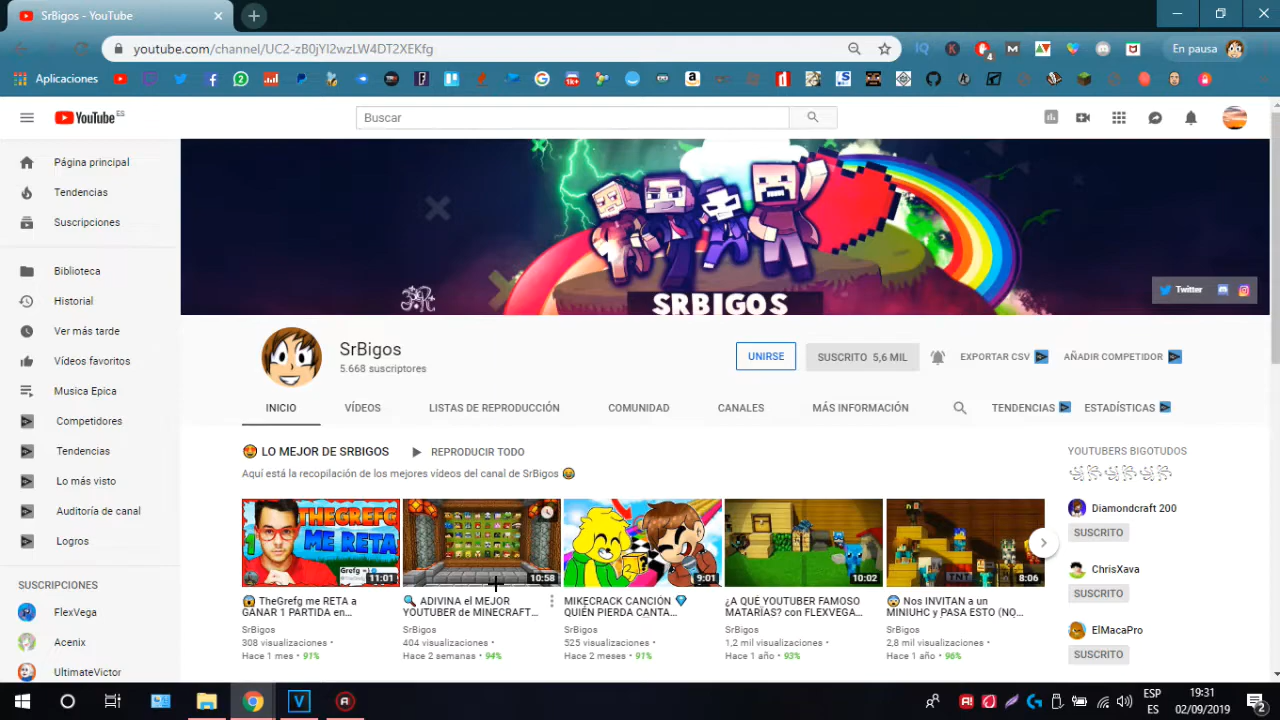 SrBigos - YouTube
youtube.com/channel/UC2-zB0jYl2wzLW4DT2XEKfg
En pausa
Aplicaciones
YouTube ES
Buscar
Página principal
Tendencias
Suscripciones
Biblioteca
Historial
Ver más tarde
Vídeos favoritos
Musica Epica
Competidores
Tendencias
Lo más visto
Auditoría de canal
Logros
SUSCRIPCIONES
FlexVega
Acenix
UltimateVictor
SRBIGOS
Twitter
SrBigos
5.668 suscriptores
UNIRSE
SUSCRITO 5,6 MIL
EXPORTAR CSV
AÑADIR COMPETIDOR
INICIO
VÍDEOS
LISTAS DE REPRODUCCIÓN
COMUNIDAD
CANALES
MÁS INFORMACIÓN
TENDENCIAS
ESTADÍSTICAS
😍 LO MEJOR DE SRBIGOS
REPRODUCIR TODO
Aquí está la recopilación de los mejores vídeos del canal de SrBigos 😂
THEGREFG
ME RETA
11:01
😱 TheGrefg me RETA a
GANAR 1 PARTIDA en...
SrBigos
308 visualizaciones •
Hace 1 mes • 91%
10:58
🔍 ADIVINA el MEJOR
YOUTUBER de MINECRAFT...
SrBigos
404 visualizaciones •
Hace 2 semanas • 94%
9:01
MIKECRACK CANCIÓN 💎
QUIÉN PIERDA CANTA...
SrBigos
525 visualizaciones •
Hace 2 meses • 91%
10:02
¿A QUÉ YOUTUBER FAMOSO
MATARÍAS? con FLEXVEGA...
SrBigos
1,2 mil visualizaciones •
Hace 1 año • 93%
TNT
8:06
😨 Nos INVITAN a un
MINIUHC y PASA ESTO (NO...
SrBigos
2,8 mil visualizaciones •
Hace 1 año • 96%
YOUTUBERS BIGOTUDOS
Diamondcraft 200
SUSCRITO
ChrisXava
SUSCRITO
ElMacaPro
SUSCRITO
ESP
ES
19:31
02/09/2019